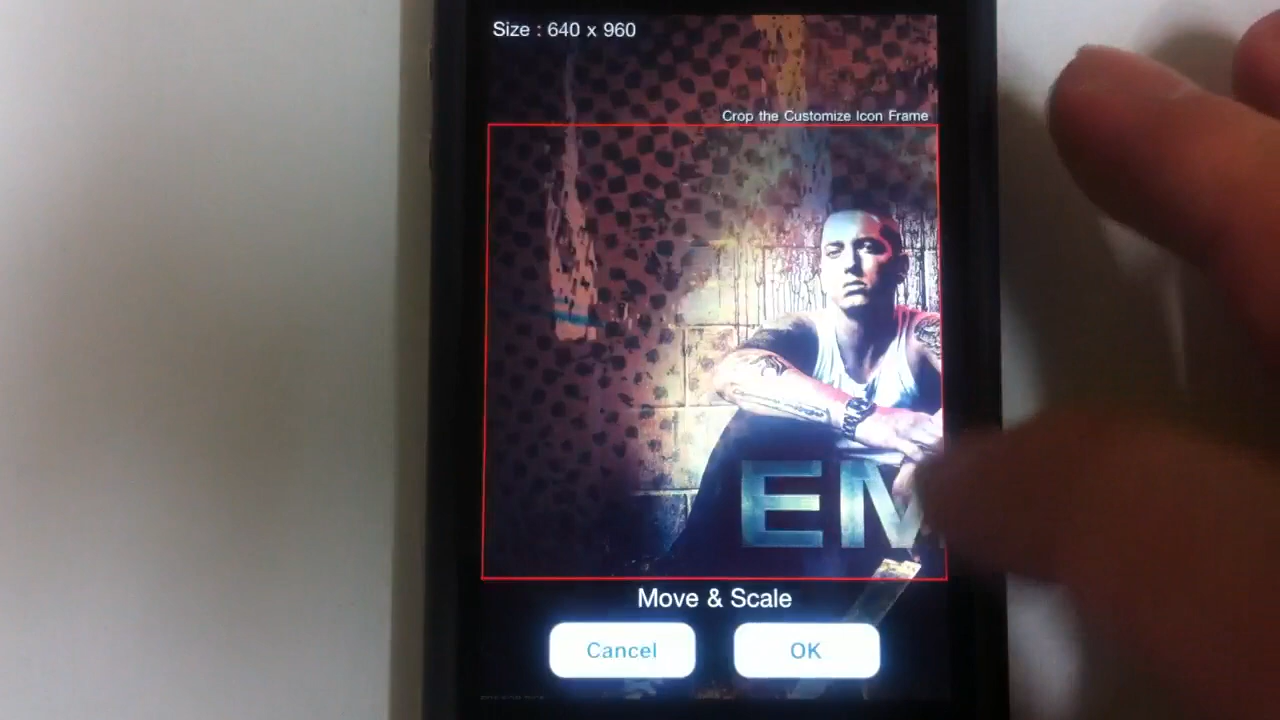 Size : 640 x 960
Crop the Customize Icon Frame
EM
Move & Scale
Cancel
OK